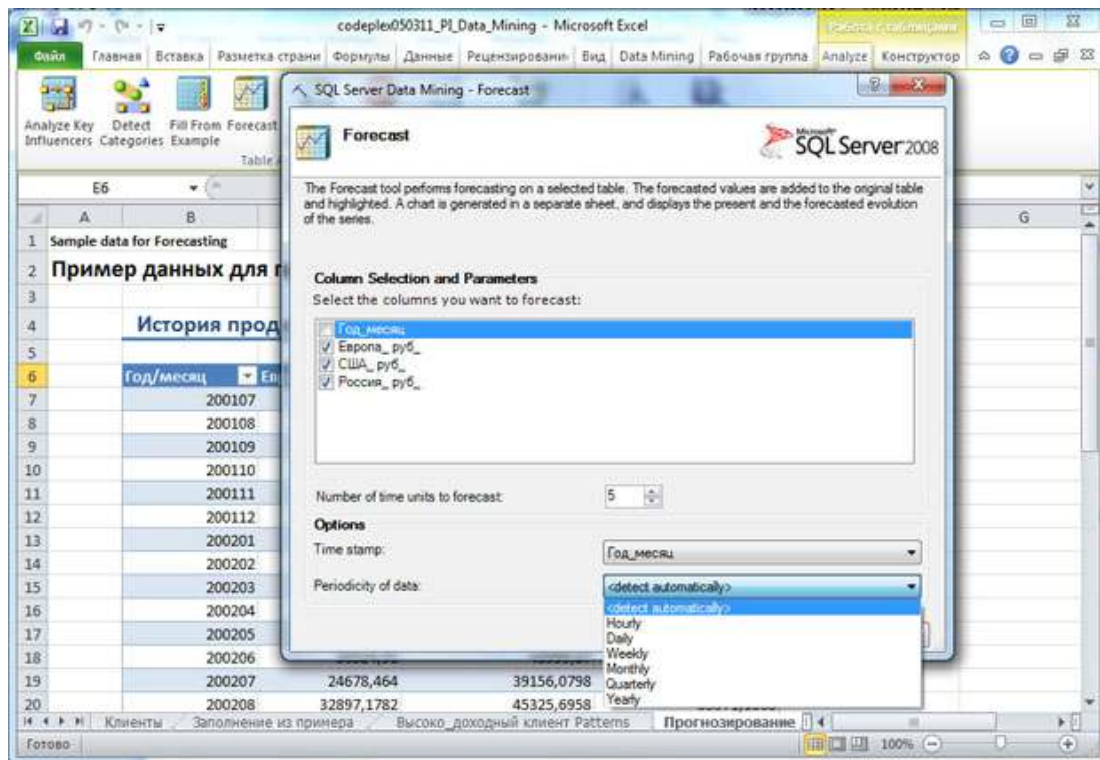 codeplex050311_PI_Data_Mining - Microsoft Excel
Работа с таблицами
Файл Главная Вставка Разметка страни Формулы Данные Рецензировани Вид Data Mining Рабочая группа Analyze Конструктор
Analyze Key Influencers Detect Categories Fill From Example Forecast
Table
E6
A B G
1 Sample data for Forecasting
2 Пример данных для
3
4 История прод
5
6 Год/месяц
7 200107
8 200108
9 200109
10 200110
11 200111
12 200112
13 200201
14 200202
15 200203
16 200204
17 200205
18 200206
19 200207 24678,464 39156,0798
20 200208 32897,1782 45325,6958
SQL Server Data Mining - Forecast
Forecast
Microsoft SQL Server 2008
The Forecast tool performs forecasting on a selected table. The forecasted values are added to the original table
and highlighted. A chart is generated in a separate sheet, and displays the present and the forecasted evolution
of the series.
Column Selection and Parameters
Select the columns you want to forecast:
Год_месяц
Европа_ руб_
США_ руб_
Россия_ руб_
Number of time units to forecast: 5
Options
Time stamp: Год_месяц
Periodicity of data: <detect automatically>
<detect automatically>
Hourly
Daily
Weekly
Monthly
Quarterly
Yearly
Клиенты Заполнение из примера Высоко_доходный клиент Patterns Прогнозирование
Готово 100%